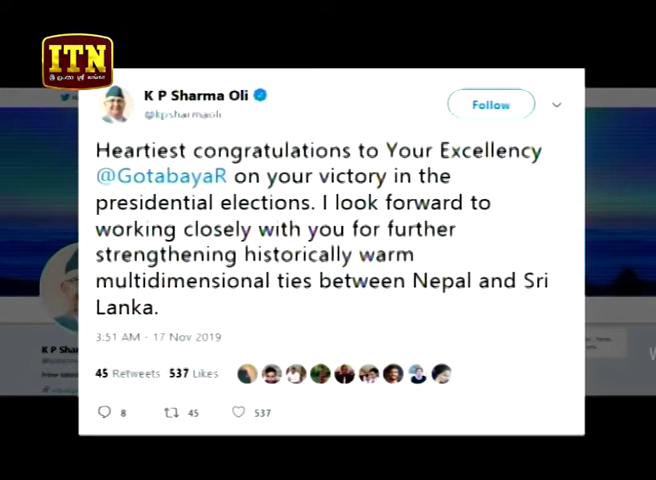 ITN
K P Sharma Oli
Follow
@kpsharmaoli
Heartiest congratulations to Your Excellency
@GotabayaR on your victory in the
presidential elections. I look forward to
working closely with you for further
strengthening historically warm
multidimensional ties between Nepal and Sri
Lanka.
3:51 AM - 17 Nov 2019
45 Retweets 537 Likes
8 45 537
K P Shar